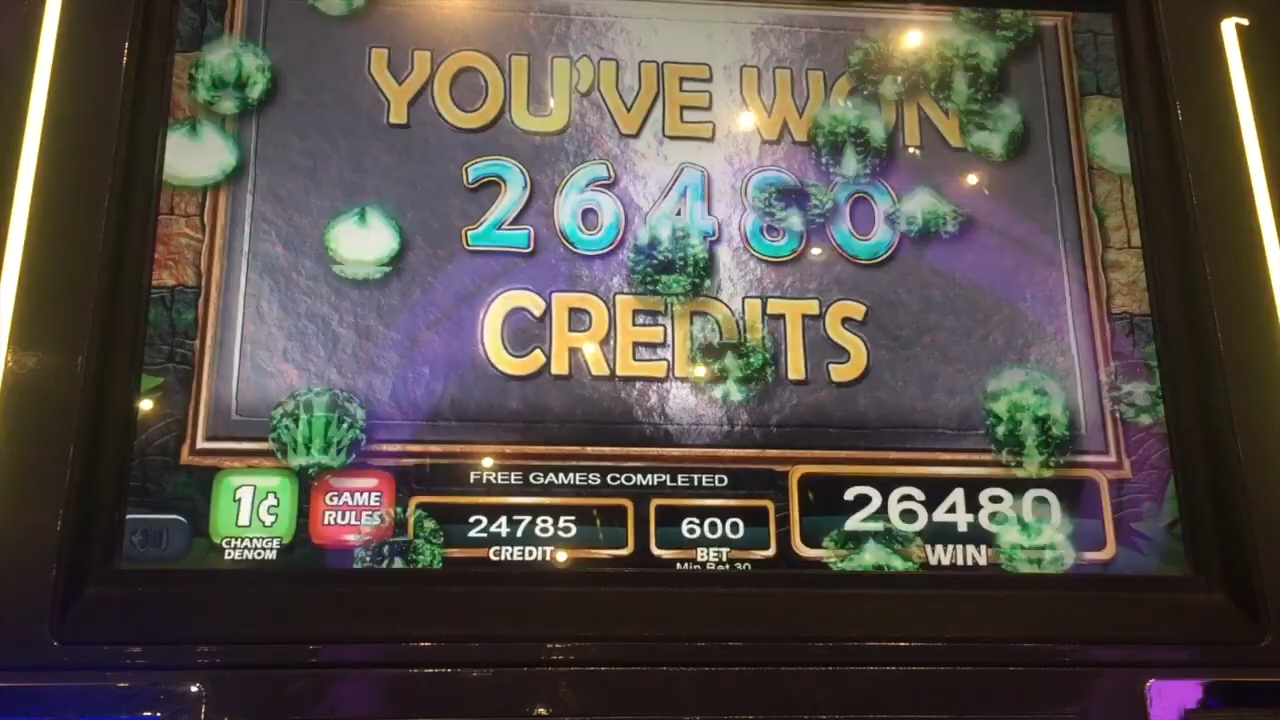 YOU'VE WON
26480
CREDITS
FREE GAMES COMPLETED
1¢
CHANGE
DENOM
GAME
RULES
24785
CREDIT
600
BET
Min Bet 30
26480
WIN